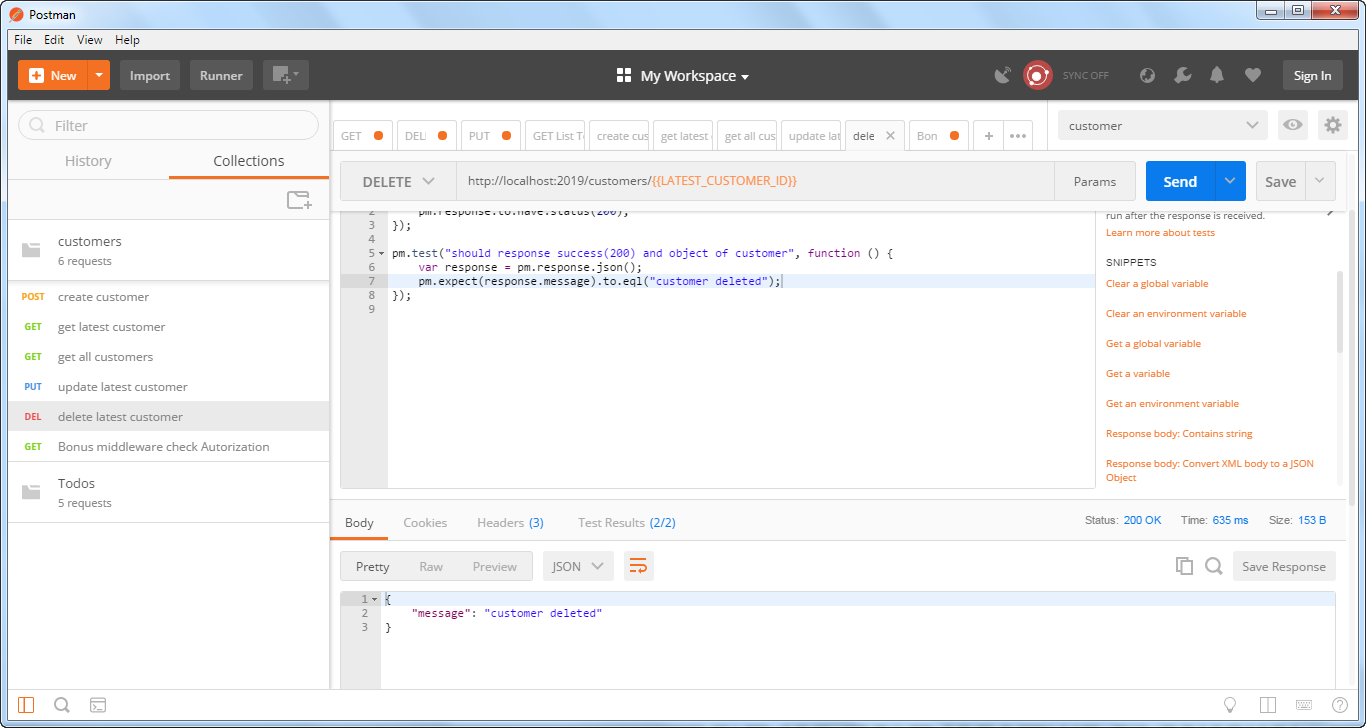 Postman
File Edit View Help
New Import Runner My Workspace SYNC OFF Sign In
Filter
History Collections
customers
6 requests
POST create customer
GET get latest customer
GET get all customers
PUT update latest customer
DEL delete latest customer
GET Bonus middleware check Autorization
Todos
5 requests
GET DEL PUT GET List To create cus get latest get all cus update lat dele Bon + •••
customer
DELETE http://localhost:2019/customers/{{LATEST_CUSTOMER_ID}} Params Send Save
2 pm.response.to.have.status(200);
3 });
4
5 pm.test("should response success(200) and object of customer", function () {
6 var response = pm.response.json();
7 pm.expect(response.message).to.eql("customer deleted");
8 });
9
run after the response is received.
Learn more about tests
SNIPPETS
Clear a global variable
Clear an environment variable
Get a global variable
Get a variable
Get an environment variable
Response body: Contains string
Response body: Convert XML body to a JSON
Object
Body Cookies Headers (3) Test Results (2/2) Status: 200 OK Time: 635 ms Size: 153 B
Pretty Raw Preview JSON Save Response
1 {
2 "message": "customer deleted"
3 }